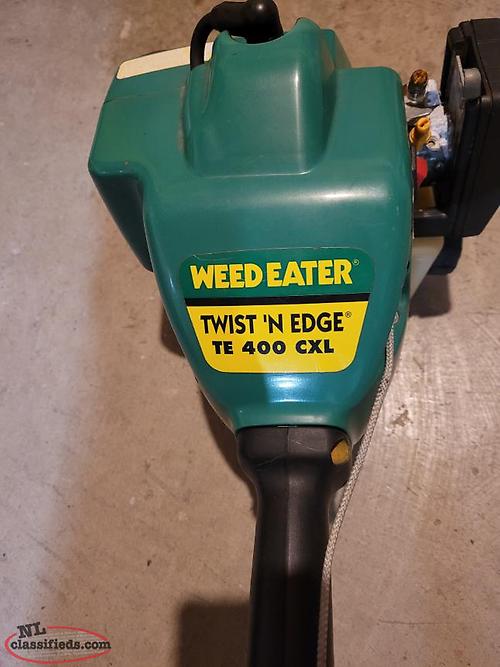 WEED EATER®
TWIST 'N EDGE®
TE 400 CXL
NL
classifieds.com